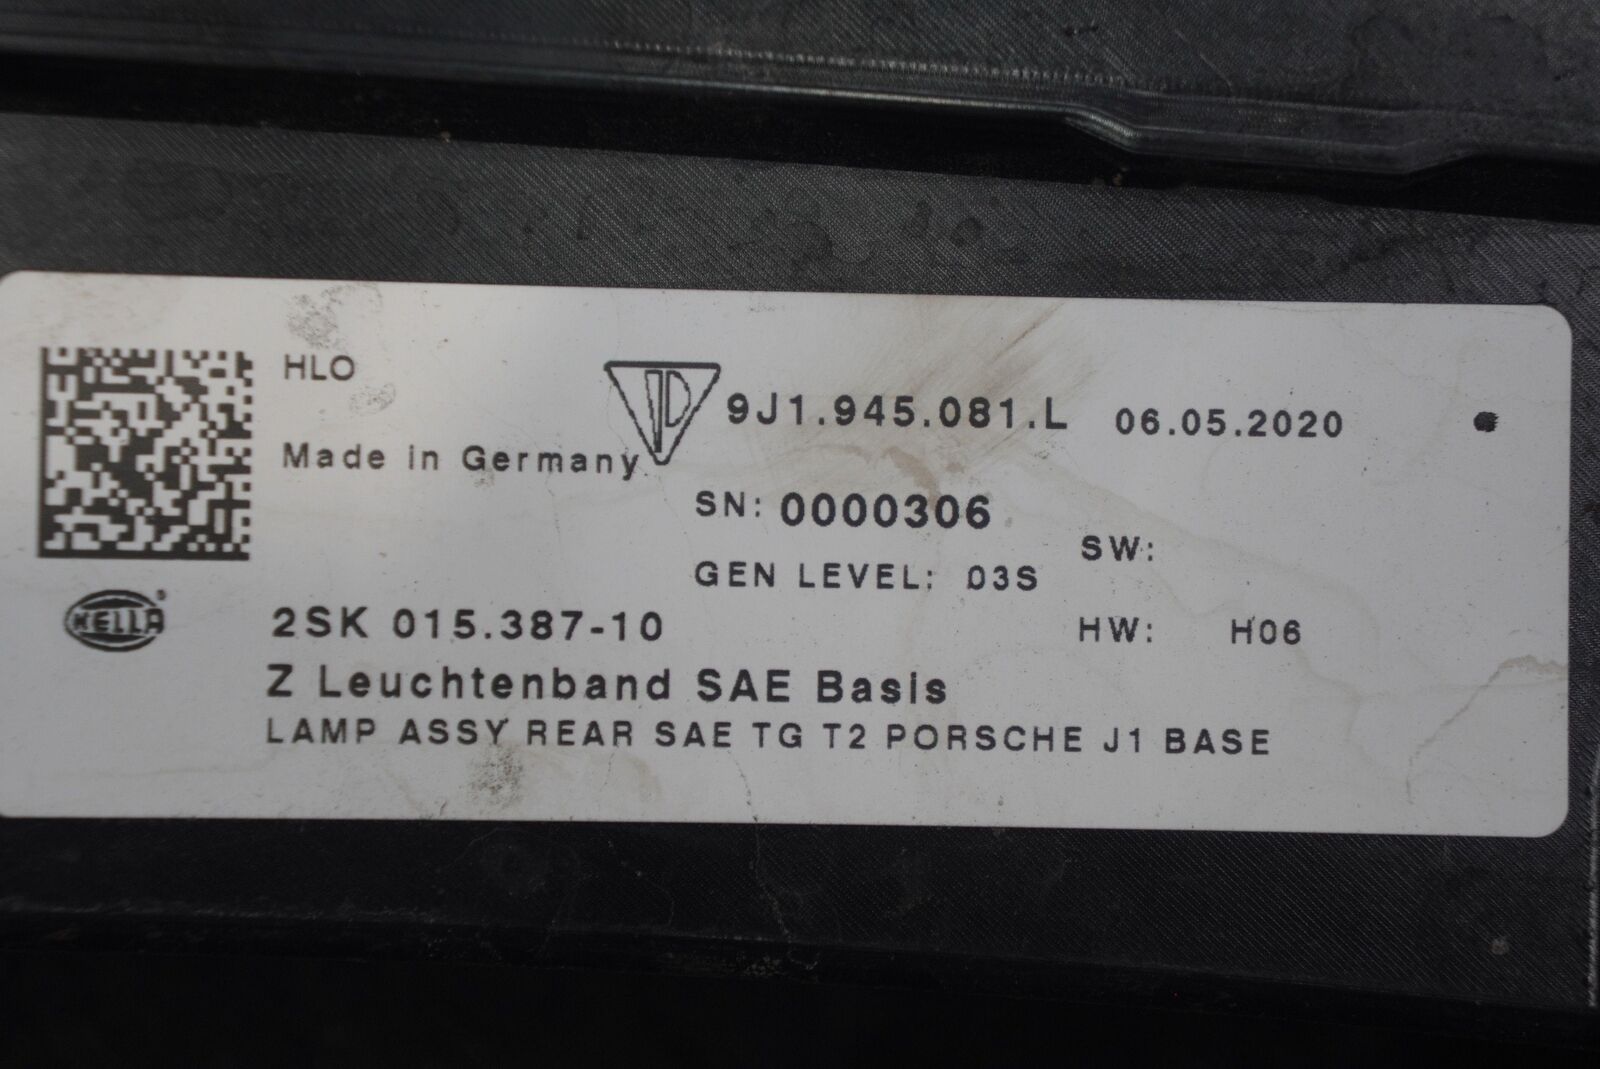 HLO
9J1.945.081.L 06.05.2020
Made in Germany
SN: 0000306
SW:
GEN LEVEL: 03S
HELLA
2SK 015.387-10
HW: H06
Z Leuchtenband SAE Basis
LAMP ASSY REAR SAE TG T2 PORSCHE J1 BASE